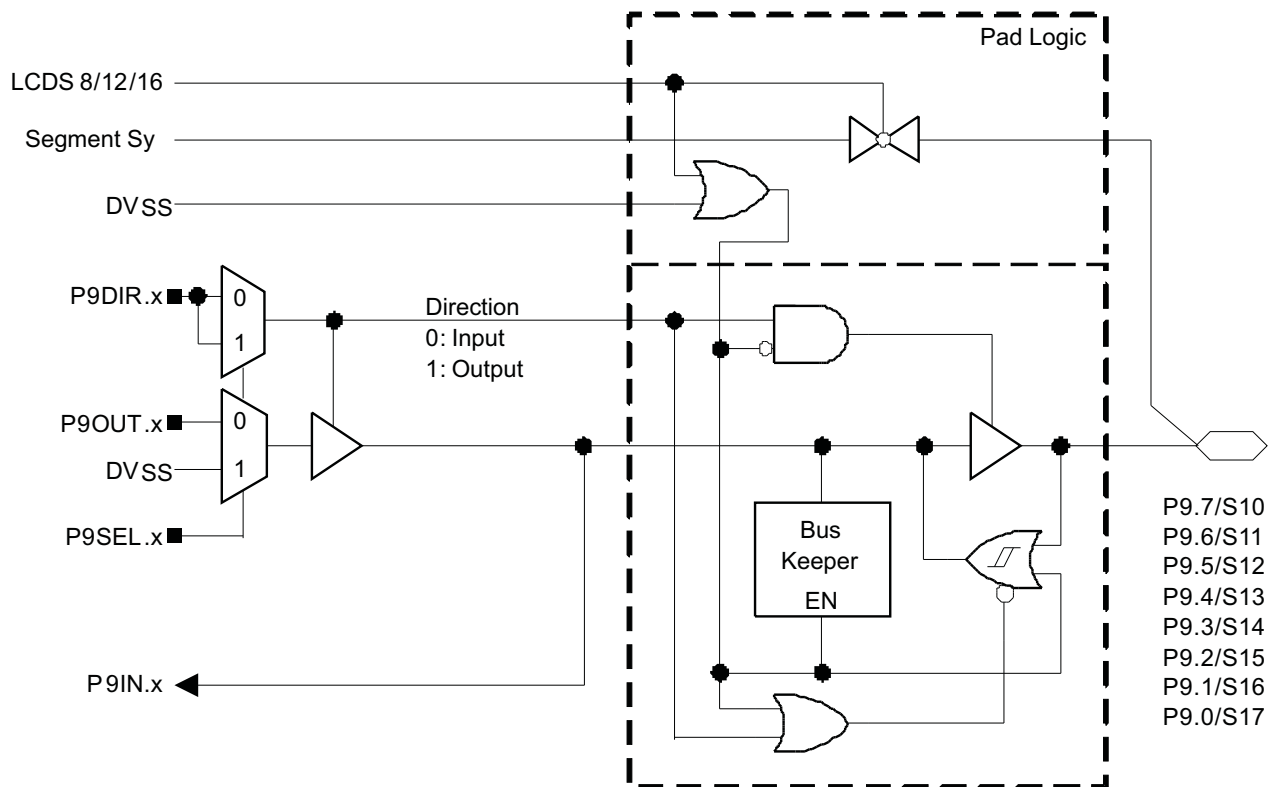 Pad Logic
LCDS 8/12/16
Segment Sy
DVSS
P9DIR.x
0
1
Direction
0: Input
1: Output
P9OUT.x
0
DVSS
1
P9SEL.x
Bus
Keeper
EN
P9IN.x
P9.7/S10
P9.6/S11
P9.5/S12
P9.4/S13
P9.3/S14
P9.2/S15
P9.1/S16
P9.0/S17